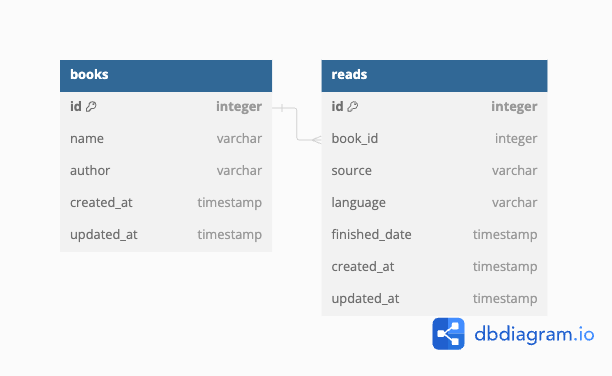 books
id integer
name varchar
author varchar
created_at timestamp
updated_at timestamp
reads
id integer
book_id integer
source varchar
language varchar
finished_date timestamp
created_at timestamp
updated_at timestamp
dbdiagram.io